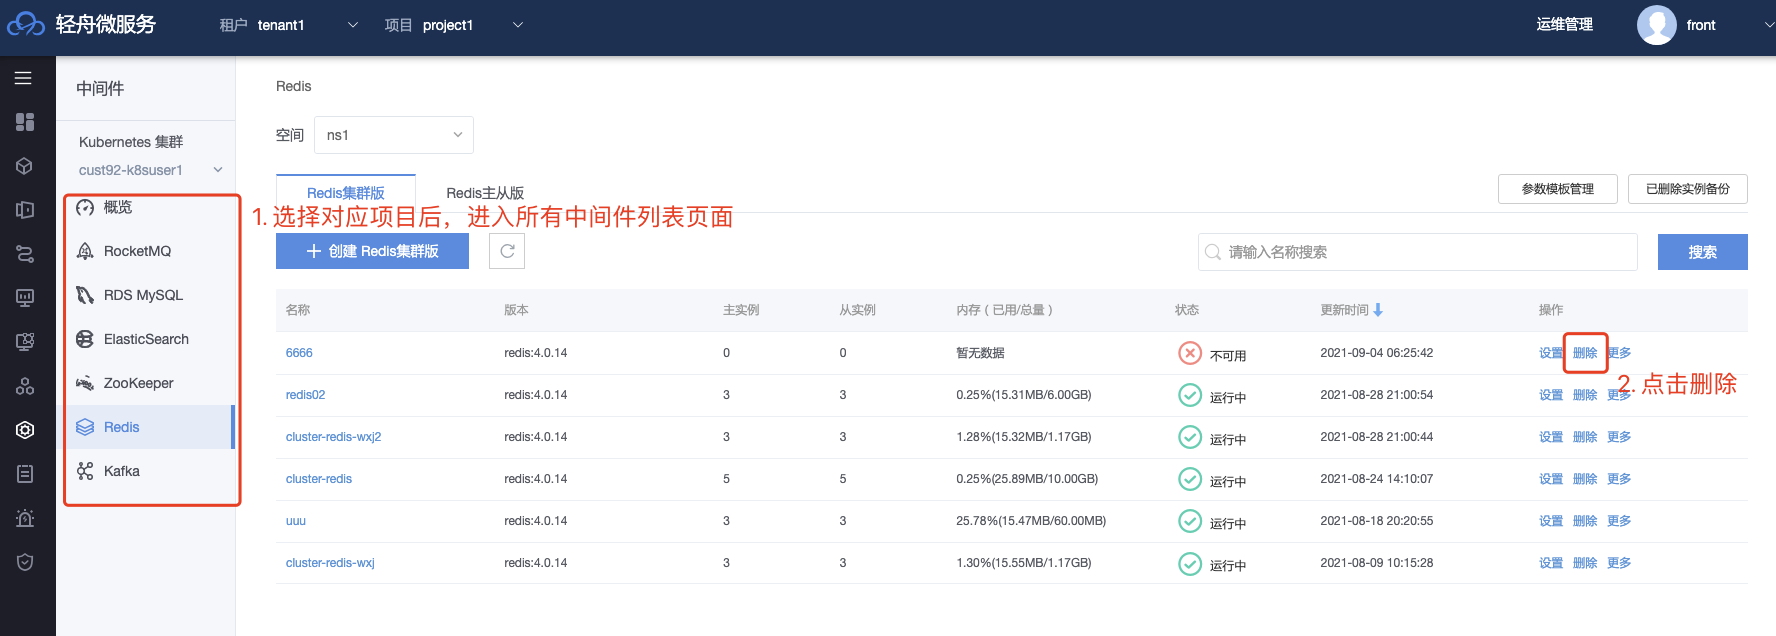 轻舟微服务 租户 tenant1 项目 project1 运维管理 front
中间件
Kubernetes 集群
cust92-k8suser1
概览
RocketMQ
RDS MySQL
ElasticSearch
ZooKeeper
Redis
Kafka
Redis
空间 ns1
Redis集群版 Redis主从版 参数模板管理 已删除实例备份
1. 选择对应项目后，进入所有中间件列表页面
创建 Redis集群版 请输入名称搜索 搜索
名称 版本 主实例 从实例 内存（已用/总量） 状态 更新时间 操作
6666 redis:4.0.14 0 0 暂无数据 不可用 2021-09-04 06:25:42 设置 删除 更多
2. 点击删除
redis02 redis:4.0.14 3 3 0.25%(15.31MB/6.00GB) 运行中 2021-08-28 21:00:54 设置 删除 更多
cluster-redis-wxj2 redis:4.0.14 3 3 1.28%(15.32MB/1.17GB) 运行中 2021-08-28 21:00:44 设置 删除 更多
cluster-redis redis:4.0.14 5 5 0.25%(25.89MB/10.00GB) 运行中 2021-08-24 14:10:07 设置 删除 更多
uuu redis:4.0.14 3 3 25.78%(15.47MB/60.00MB) 运行中 2021-08-18 20:20:55 设置 删除 更多
cluster-redis-wxj redis:4.0.14 3 3 1.30%(15.55MB/1.17GB) 运行中 2021-08-09 10:15:28 设置 删除 更多